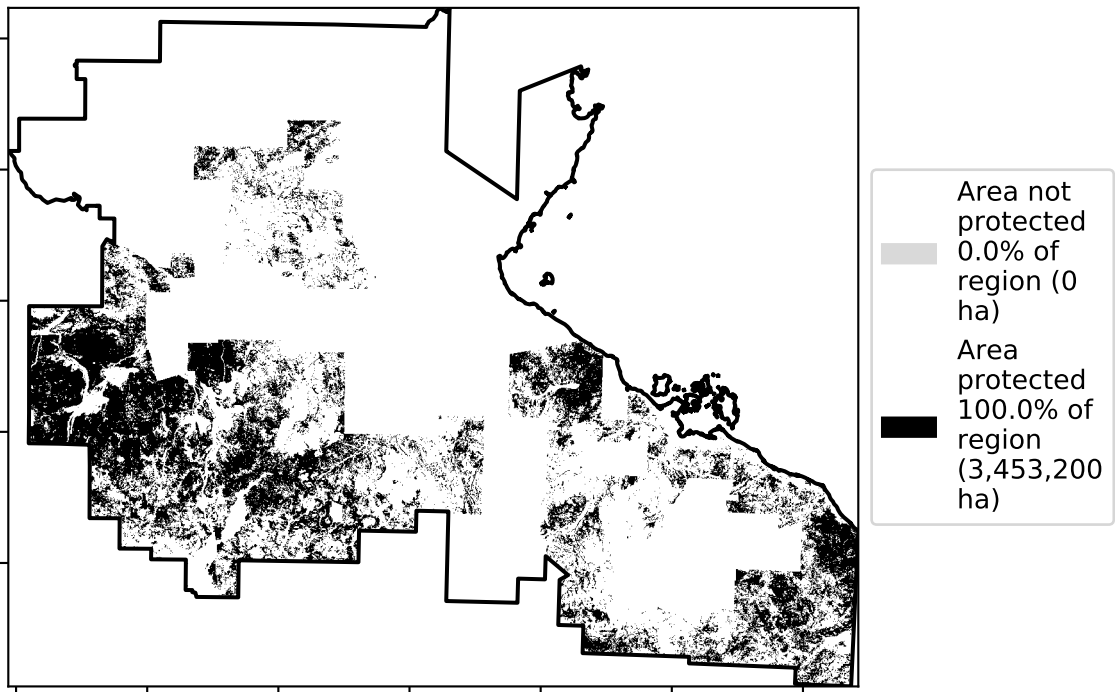 Area not
protected
0.0% of
region (0
ha)
Area
protected
100.0% of
region
(3,453,200
ha)